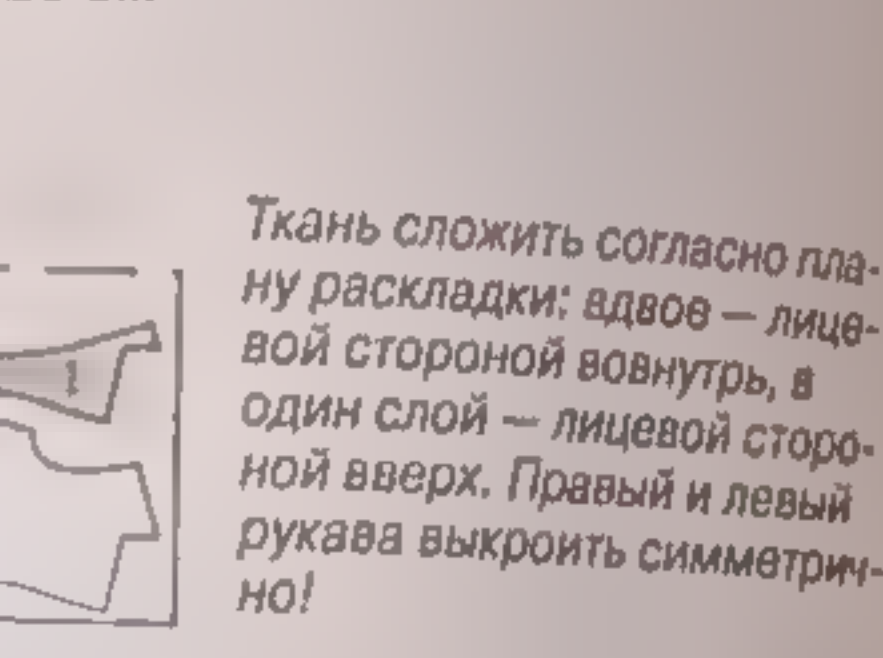 Ткань сложить согласно пла-
ну раскладки: вдвое — лице-
вой стороной вовнутрь, в
один слой — лицевой сторо-
ной вверх. Правый и левый
рукава выкроить симметрич-
но!
1